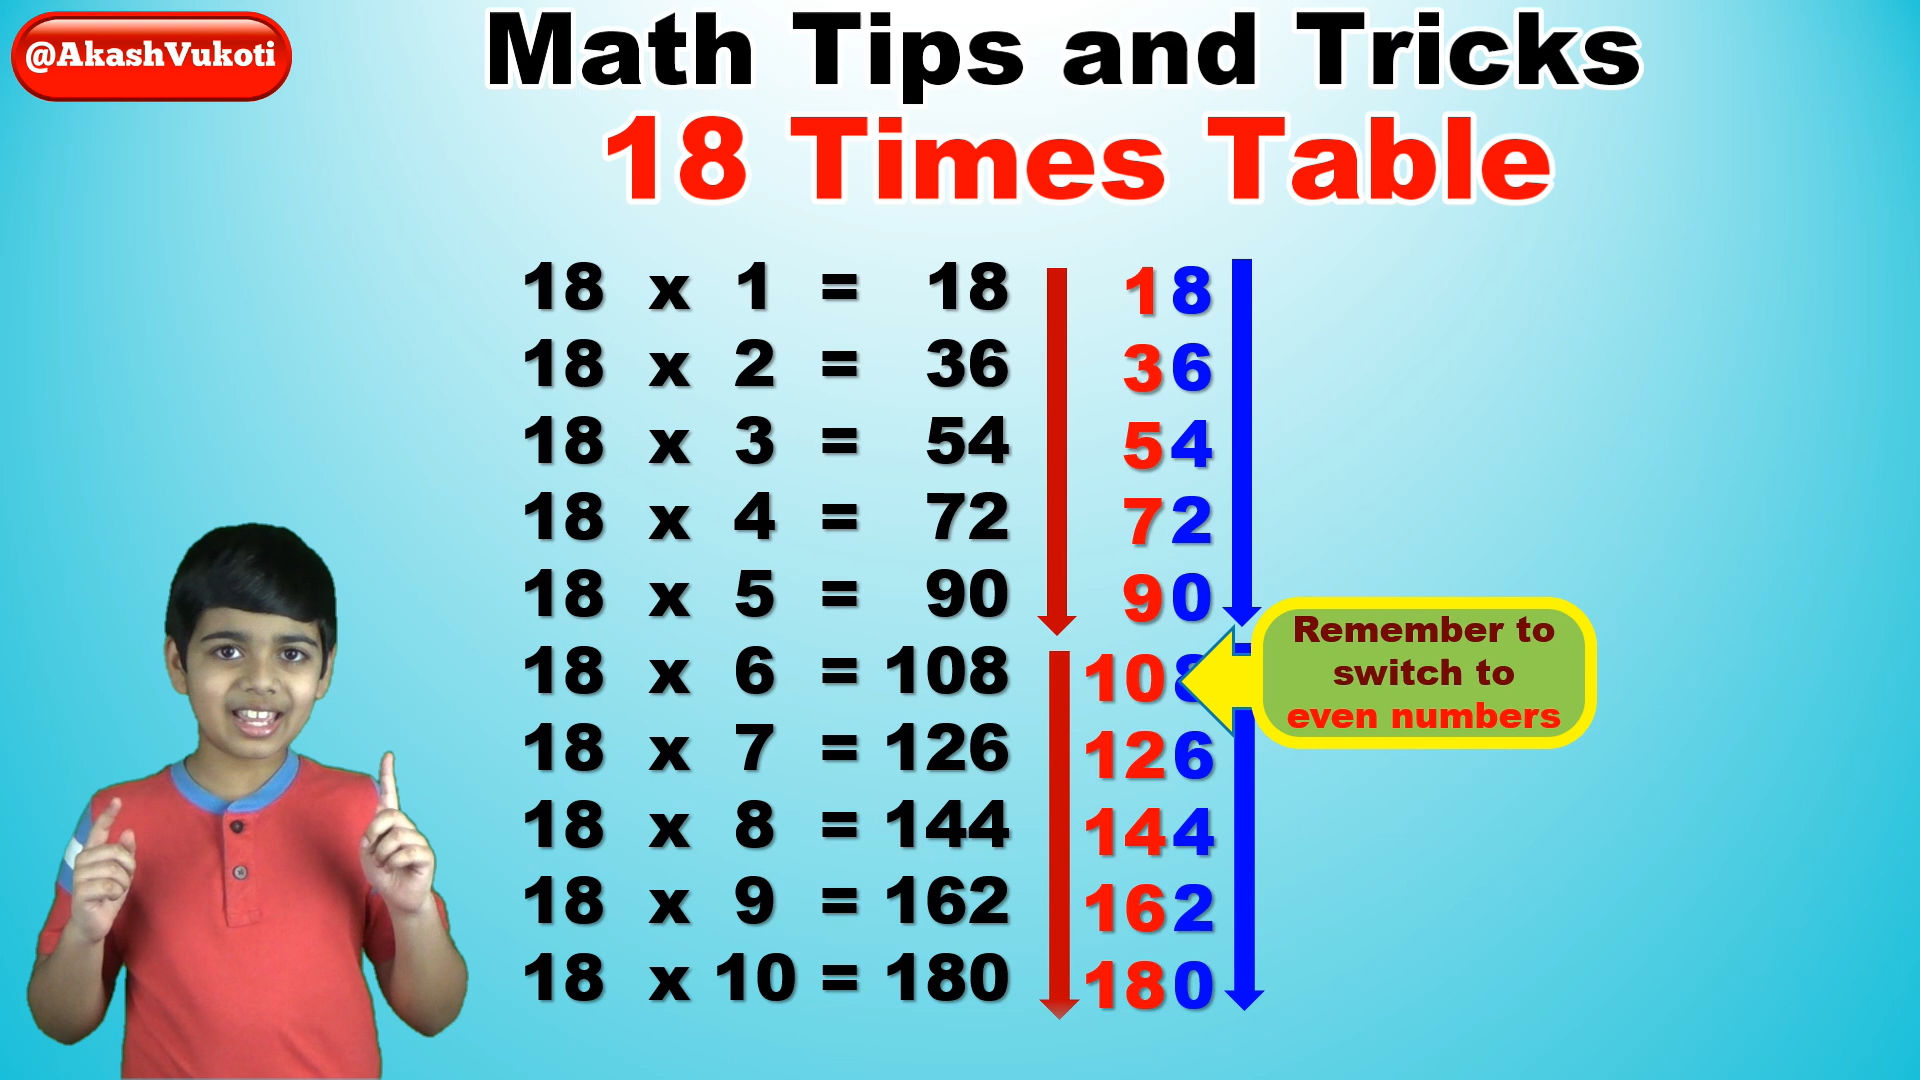 @AkashVukoti
Math Tips and Tricks
18 Times Table
18 x 1 = 18 18
18 x 2 = 36 36
18 x 3 = 54 54
18 x 4 = 72 72
18 x 5 = 90 90
18 x 6 = 108 108
18 x 7 = 126 126
18 x 8 = 144 144
18 x 9 = 162 162
18 x 10 = 180 180
Remember to
switch to
even numbers